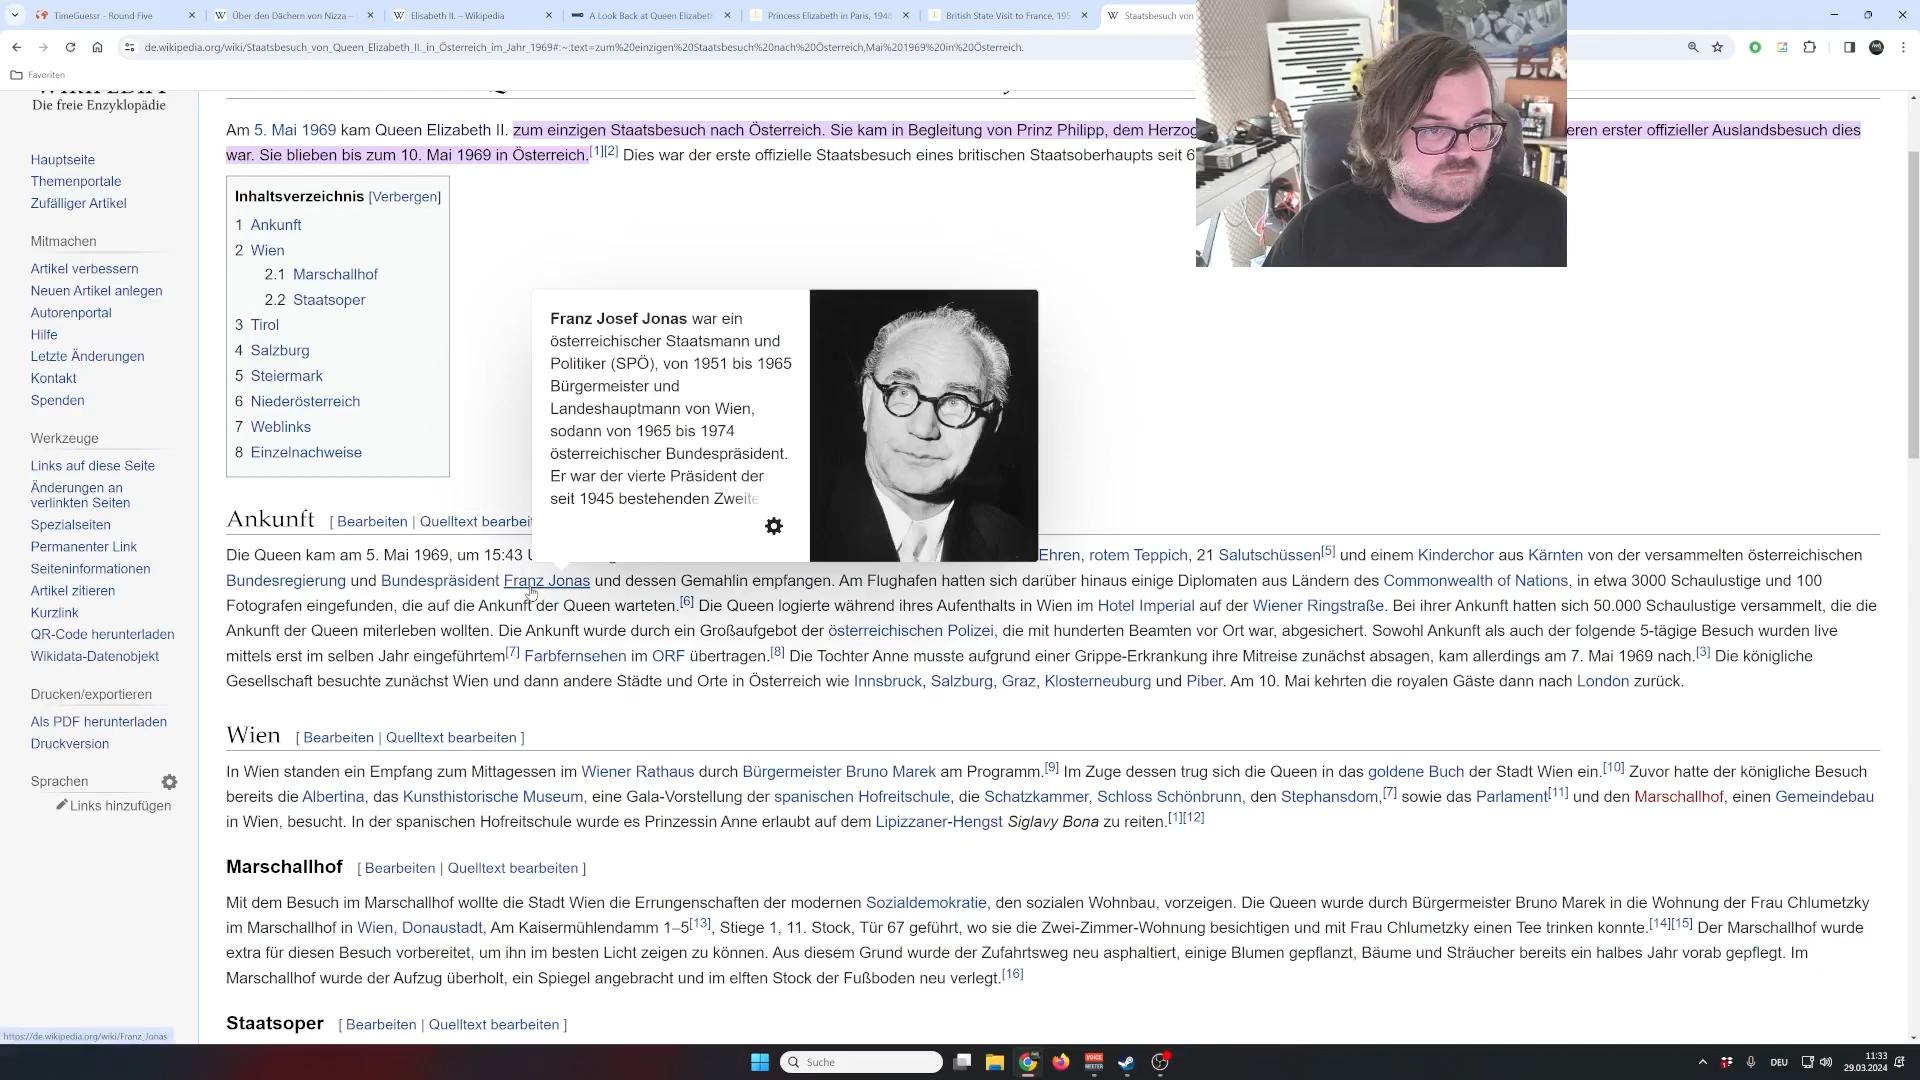 TimeGuessr - Round Five
Über den Dächern von Nizza –
Elisabeth II. – Wikipedia
A Look Back at Queen Elizabeth
Princess Elizabeth in Paris, 1948
British State Visit to France, 195
Staatsbesuch von
de.wikipedia.org/wiki/Staatsbesuch_von_Queen_Elizabeth_II._in_Österreich_im_Jahr_1969#:~:text=zum%20einzigen%20Staatsbesuch%20nach%20Österreich,Mai%201969%20in%20Österreich.
Favoriten
Die freie Enzyklopädie
Hauptseite
Themenportale
Zufälliger Artikel
Mitmachen
Artikel verbessern
Neuen Artikel anlegen
Autorenportal
Hilfe
Letzte Änderungen
Kontakt
Spenden
Werkzeuge
Links auf diese Seite
Änderungen an
verlinkten Seiten
Spezialseiten
Permanenter Link
Seiteninformationen
Artikel zitieren
Kurzlink
QR-Code herunterladen
Wikidata-Datenobjekt
Drucken/exportieren
Als PDF herunterladen
Druckversion
Sprachen
Links hinzufügen
Am 5. Mai 1969 kam Queen Elizabeth II. zum einzigen Staatsbesuch nach Österreich. Sie kam in Begleitung von Prinz Philipp, dem Herzog eren erster offizieller Auslandsbesuch dies
war. Sie blieben bis zum 10. Mai 1969 in Österreich.[1][2] Dies war der erste offizielle Staatsbesuch eines britischen Staatsoberhaupts seit 6
Inhaltsverzeichnis [Verbergen]
1 Ankunft
2 Wien
2.1 Marschallhof
2.2 Staatsoper
3 Tirol
4 Salzburg
5 Steiermark
6 Niederösterreich
7 Weblinks
8 Einzelnachweise
Franz Josef Jonas war ein
österreichischer Staatsmann und
Politiker (SPÖ), von 1951 bis 1965
Bürgermeister und
Landeshauptmann von Wien,
sodann von 1965 bis 1974
österreichischer Bundespräsident.
Er war der vierte Präsident der
seit 1945 bestehenden Zweite
Ankunft [ Bearbeiten | Quelltext bearbeit
Die Queen kam am 5. Mai 1969, um 15:43 U Ehren, rotem Teppich, 21 Salutschüssen[5] und einem Kinderchor aus Kärnten von der versammelten österreichischen
Bundesregierung und Bundespräsident Franz Jonas und dessen Gemahlin empfangen. Am Flughafen hatten sich darüber hinaus einige Diplomaten aus Ländern des Commonwealth of Nations, in etwa 3000 Schaulustige und 100
Fotografen eingefunden, die auf die Ankunft der Queen warteten.[6] Die Queen logierte während ihres Aufenthalts in Wien im Hotel Imperial auf der Wiener Ringstraße. Bei ihrer Ankunft hatten sich 50.000 Schaulustige versammelt, die die
Ankunft der Queen miterleben wollten. Die Ankunft wurde durch ein Großaufgebot der österreichischen Polizei, die mit hunderten Beamten vor Ort war, abgesichert. Sowohl Ankunft als auch der folgende 5-tägige Besuch wurden live
mittels erst im selben Jahr eingeführtem[7] Farbfernsehen im ORF übertragen.[8] Die Tochter Anne musste aufgrund einer Grippe-Erkrankung ihre Mitreise zunächst absagen, kam allerdings am 7. Mai 1969 nach.[3] Die königliche
Gesellschaft besuchte zunächst Wien und dann andere Städte und Orte in Österreich wie Innsbruck, Salzburg, Graz, Klosterneuburg und Piber. Am 10. Mai kehrten die royalen Gäste dann nach London zurück.
Wien [ Bearbeiten | Quelltext bearbeiten ]
In Wien standen ein Empfang zum Mittagessen im Wiener Rathaus durch Bürgermeister Bruno Marek am Programm.[9] Im Zuge dessen trug sich die Queen in das goldene Buch der Stadt Wien ein.[10] Zuvor hatte der königliche Besuch
bereits die Albertina, das Kunsthistorische Museum, eine Gala-Vorstellung der spanischen Hofreitschule, die Schatzkammer, Schloss Schönbrunn, den Stephansdom,[7] sowie das Parlament[11] und den Marschallhof, einen Gemeindebau
in Wien, besucht. In der spanischen Hofreitschule wurde es Prinzessin Anne erlaubt auf dem Lipizzaner-Hengst Siglavy Bona zu reiten.[1][12]
Marschallhof [ Bearbeiten | Quelltext bearbeiten ]
Mit dem Besuch im Marschallhof wollte die Stadt Wien die Errungenschaften der modernen Sozialdemokratie, den sozialen Wohnbau, vorzeigen. Die Queen wurde durch Bürgermeister Bruno Marek in die Wohnung der Frau Chlumetzky
im Marschallhof in Wien, Donaustadt, Am Kaisermühlendamm 1–5[13], Stiege 1, 11. Stock, Tür 67 geführt, wo sie die Zwei-Zimmer-Wohnung besichtigen und mit Frau Chlumetzky einen Tee trinken konnte.[14][15] Der Marschallhof wurde
extra für diesen Besuch vorbereitet, um ihn im besten Licht zeigen zu können. Aus diesem Grund wurde der Zufahrtsweg neu asphaltiert, einige Blumen gepflanzt, Bäume und Sträucher bereits ein halbes Jahr vorab gepflegt. Im
Marschallhof wurde der Aufzug überholt, ein Spiegel angebracht und im elften Stock der Fußboden neu verlegt.[16]
Staatsoper [ Bearbeiten | Quelltext bearbeiten ]
https://de.wikipedia.org/wiki/Franz_Jonas
Suche
VOICE
MEETER
DEU
11:33
29.03.2024